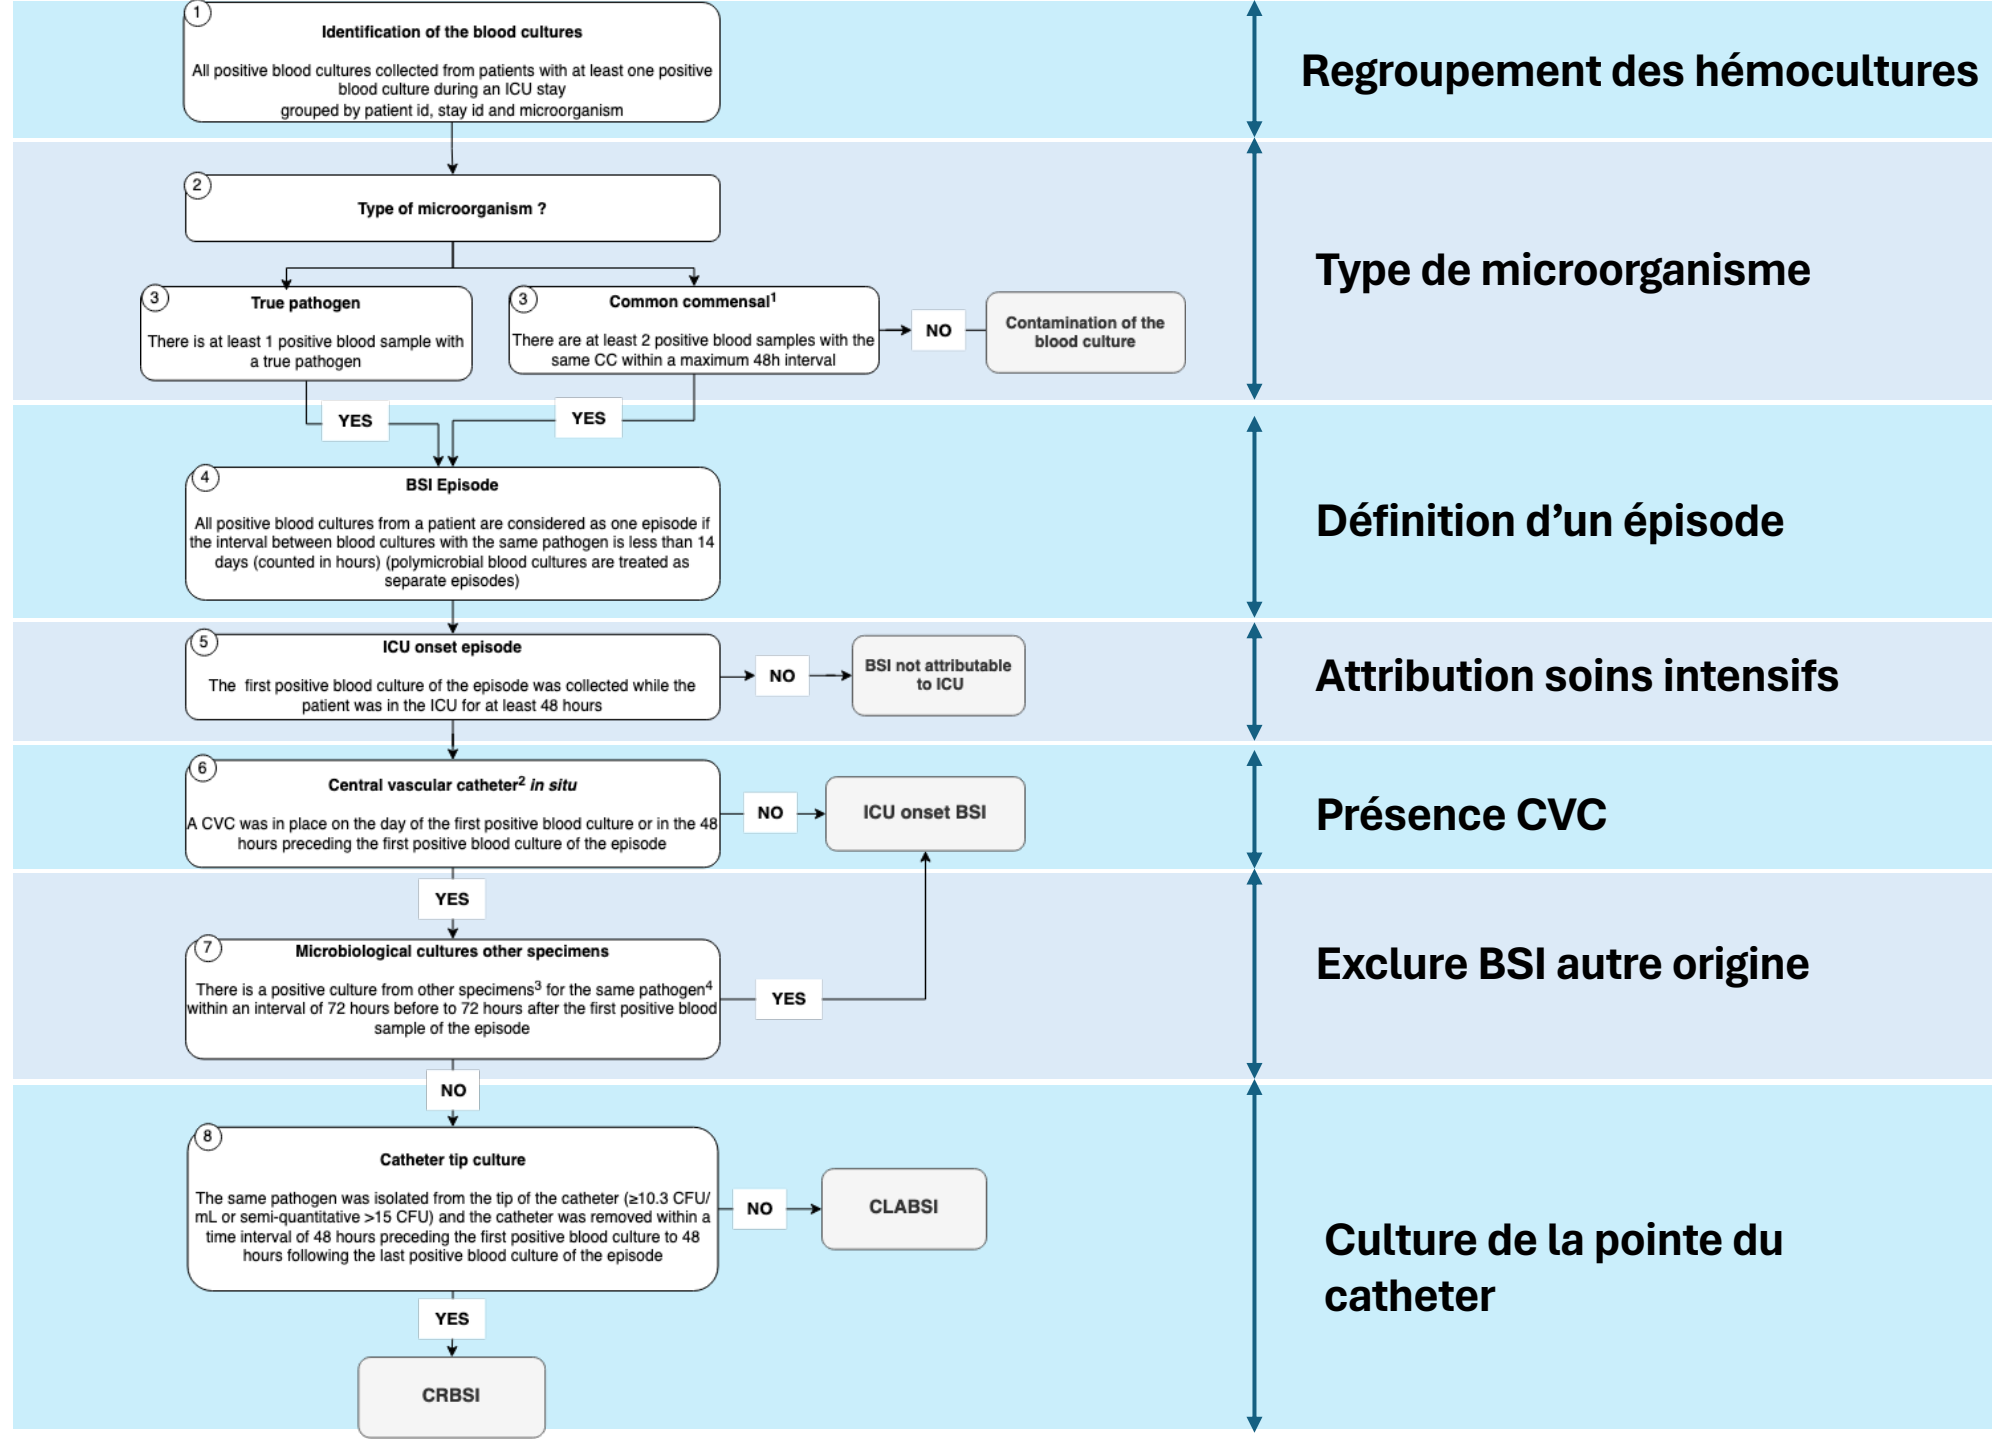 1
Identification of the blood cultures
All positive blood cultures collected from patients with at least one positive
blood culture during an ICU stay
grouped by patient id, stay id and microorganism
Regroupement des hémocultures
2
Type of microorganism ?
Type de microorganisme
3
True pathogen
There is at least 1 positive blood sample with
a true pathogen
3
Common commensal1
There are at least 2 positive blood samples with the
same CC within a maximum 48h interval
NO
Contamination of the
blood culture
YES
YES
4
BSI Episode
All positive blood cultures from a patient are considered as one episode if
the interval between blood cultures with the same pathogen is less than 14
days (counted in hours) (polymicrobial blood cultures are treated as
separate episodes)
Définition d’un épisode
5
ICU onset episode
The first positive blood culture of the episode was collected while the
patient was in the ICU for at least 48 hours
NO
BSI not attributable
to ICU
Attribution soins intensifs
6
Central vascular catheter2 in situ
A CVC was in place on the day of the first positive blood culture or in the 48
hours preceding the first positive blood culture of the episode
NO
ICU onset BSI
Présence CVC
YES
7
Microbiological cultures other specimens
There is a positive culture from other specimens3 for the same pathogen4
within an interval of 72 hours before to 72 hours after the first positive blood
sample of the episode
YES
Exclure BSI autre origine
NO
8
Catheter tip culture
The same pathogen was isolated from the tip of the catheter (≥10.3 CFU/
mL or semi-quantitative >15 CFU) and the catheter was removed within a
time interval of 48 hours preceding the first positive blood culture to 48
hours following the last positive blood culture of the episode
NO
CLABSI
Culture de la pointe du
catheter
YES
CRBSI